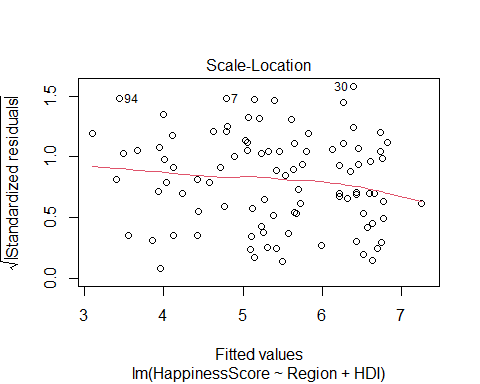 Scale-Location
√|Standardized residuals|
1.5
1.0
0.5
0.0
94
7
30
3 4 5 6 7
Fitted values
lm(HappinessScore ~ Region + HDI)